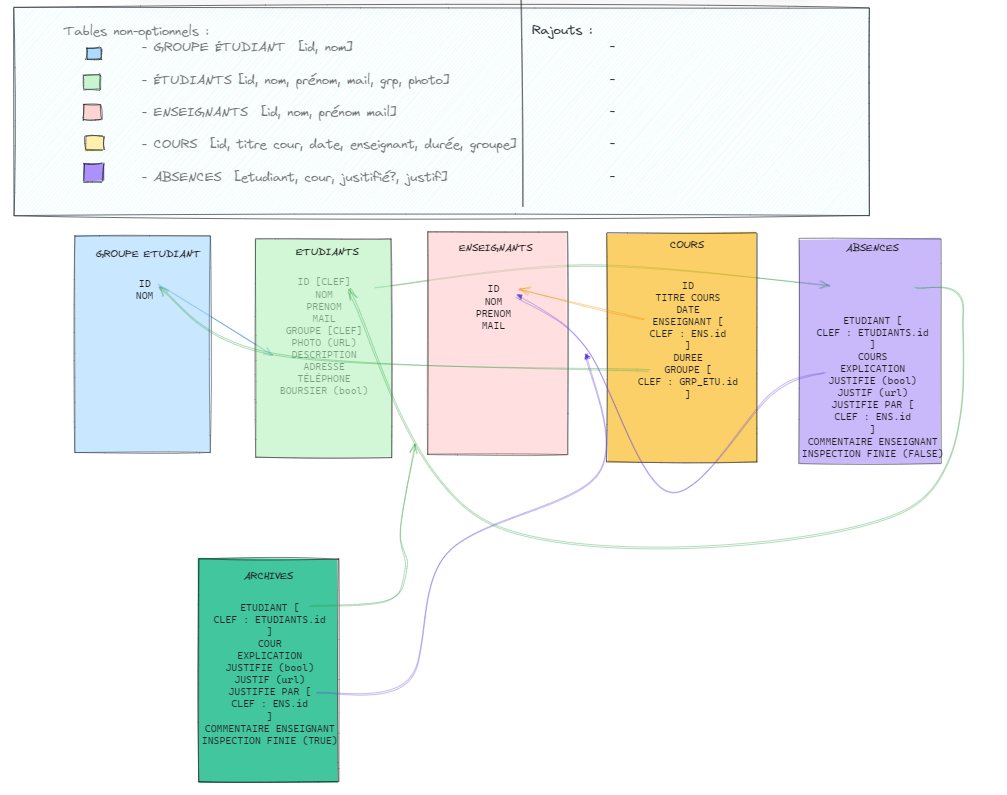 Tables non-optionnels :
- GROUPE ÉTUDIANT [id, nom]
- ÉTUDIANTS [id, nom, prénom, mail, grp, photo]
- ENSEIGNANTS [id, nom, prénom mail]
- COURS [id, titre cour, date, enseignant, durée, groupe]
- ABSENCES [etudiant, cour, jusitifié?, justif]
Rajouts :
-
-
-
-
-
GROUPE ETUDIANT
ID
NOM
ETUDIANTS
ID [CLEF]
NOM
PRENOM
MAIL
GROUPE [CLEF]
PHOTO (URL)
DESCRIPTION
ADRESSE
TÉLÉPHONE
BOURSIER (bool)
ENSEIGNANTS
ID
NOM
PRENOM
MAIL
COURS
ID
TITRE COURS
DATE
ENSEIGNANT [
CLEF : ENS.id
]
DUREE
GROUPE [
CLEF : GRP_ETU.id
]
ABSENCES
ETUDIANT [
CLEF : ETUDIANTS.id
]
COURS
EXPLICATION
JUSTIFIE (bool)
JUSTIF (url)
JUSTIFIE PAR [
CLEF : ENS.id
]
COMMENTAIRE ENSEIGNANT
INSPECTION FINIE (FALSE)
ARCHIVES
ETUDIANT [
CLEF : ETUDIANTS.id
]
COUR
EXPLICATION
JUSTIFIE (bool)
JUSTIF (url)
JUSTIFIE PAR [
CLEF : ENS.id
]
COMMENTAIRE ENSEIGNANT
INSPECTION FINIE (TRUE)